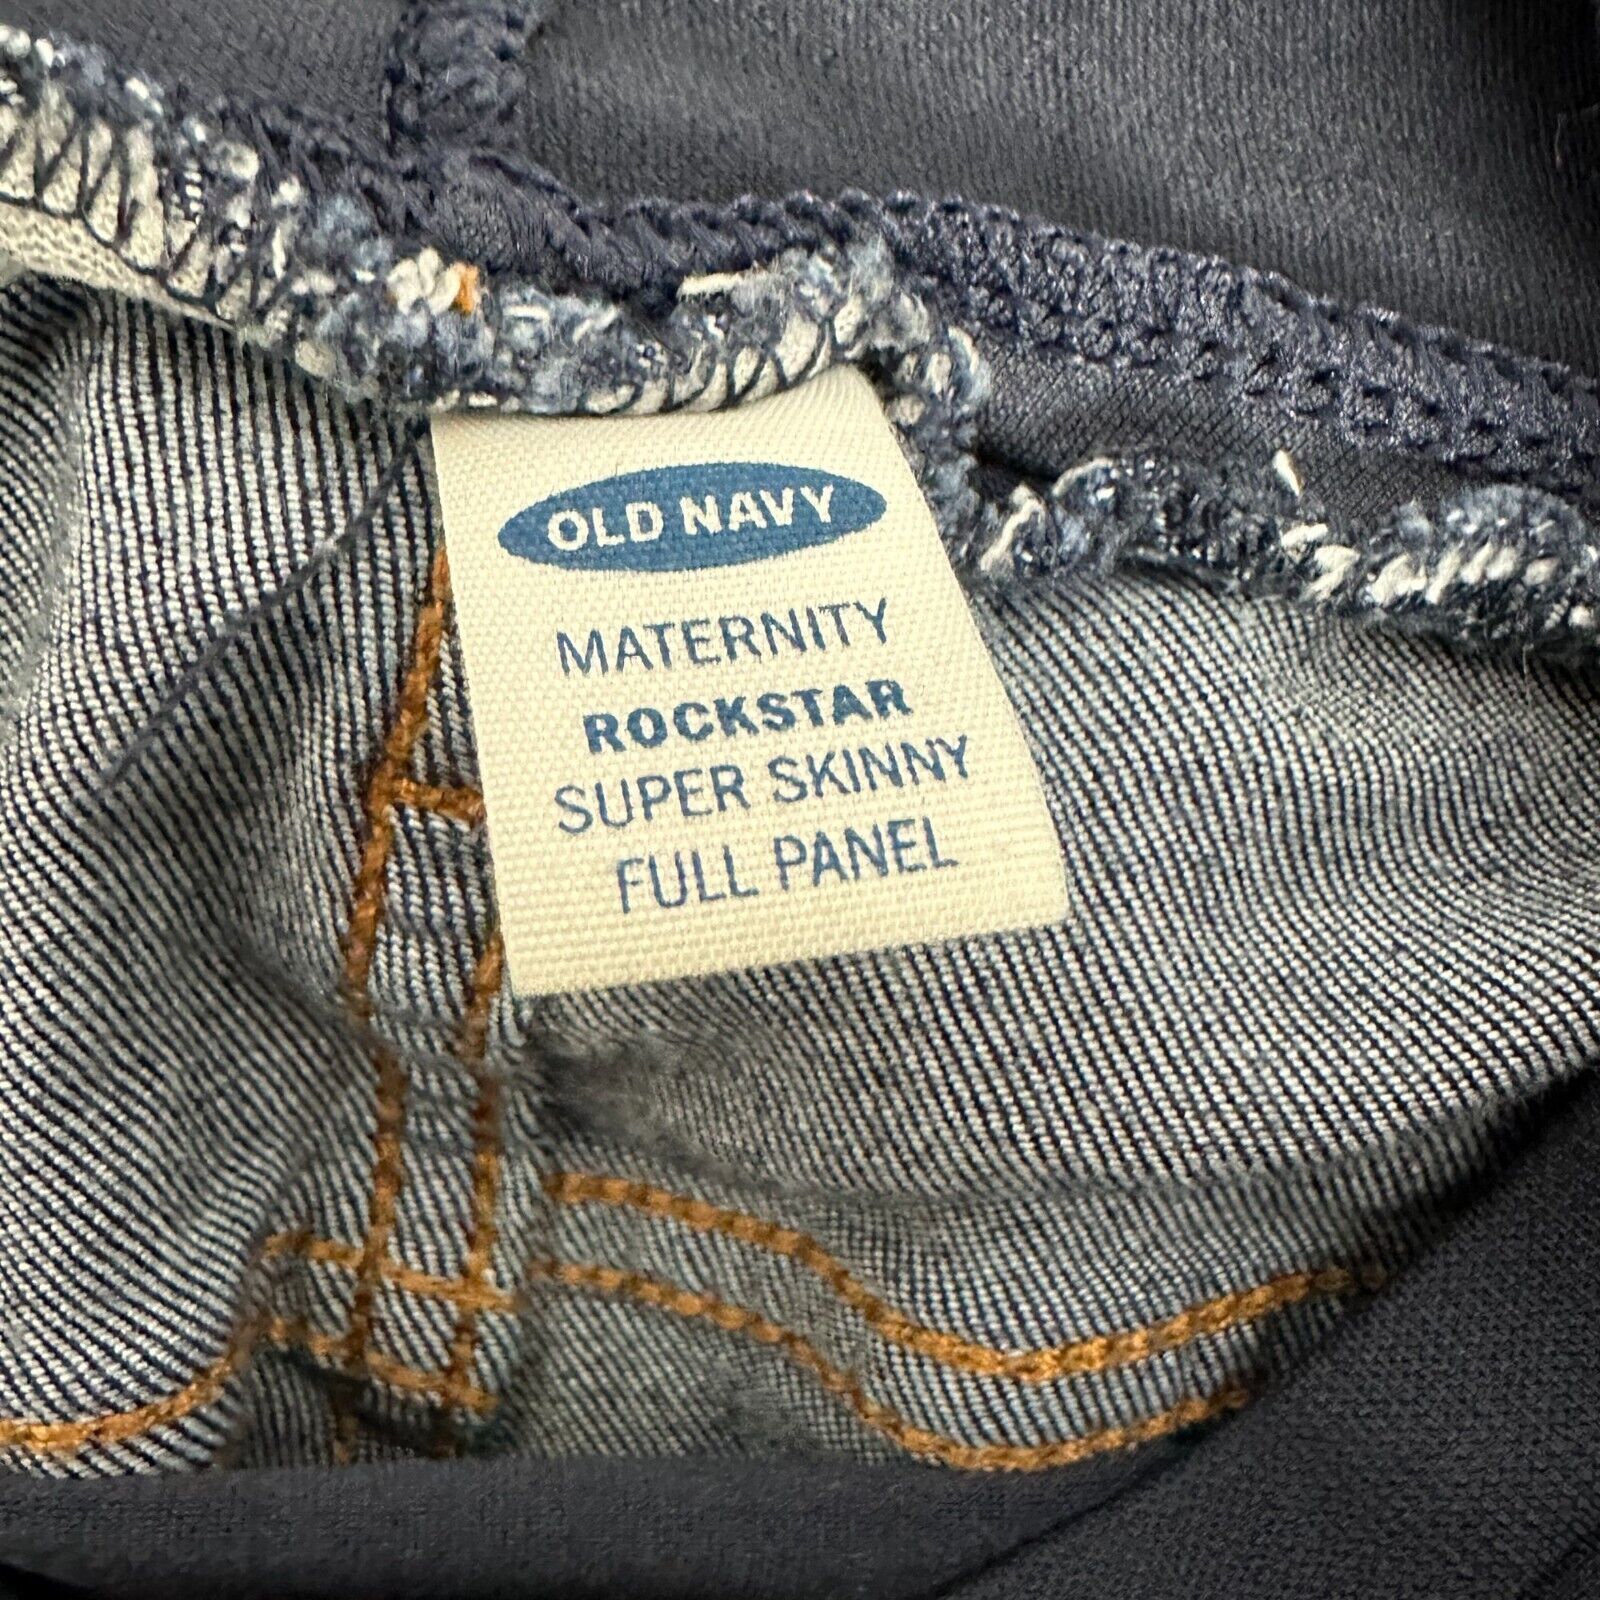 OLD NAVY
MATERNITY
ROCKSTAR
SUPER SKINNY
FULL PANEL